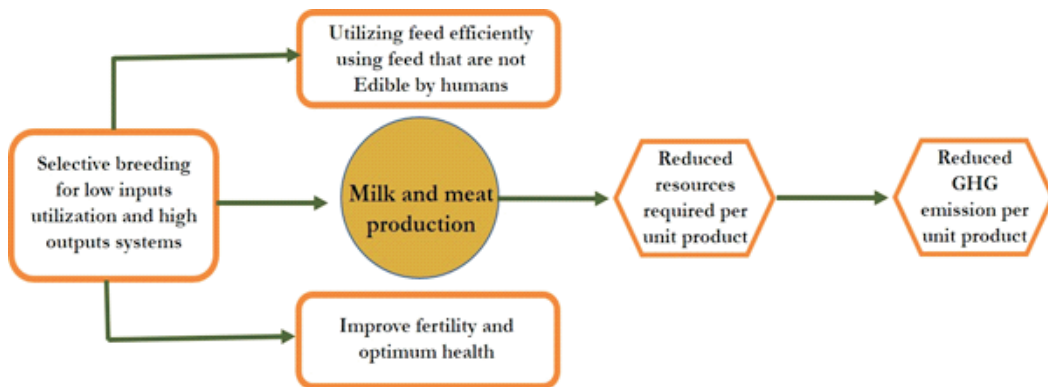 Utilizing feed efficiently
using feed that are not
Edible by humans
Selective breeding
for low inputs
utilization and high
outputs systems
Milk and meat
production
Reduced
resources
required per
unit product
Reduced
GHG
emission per
unit product
Improve fertility and
optimum health